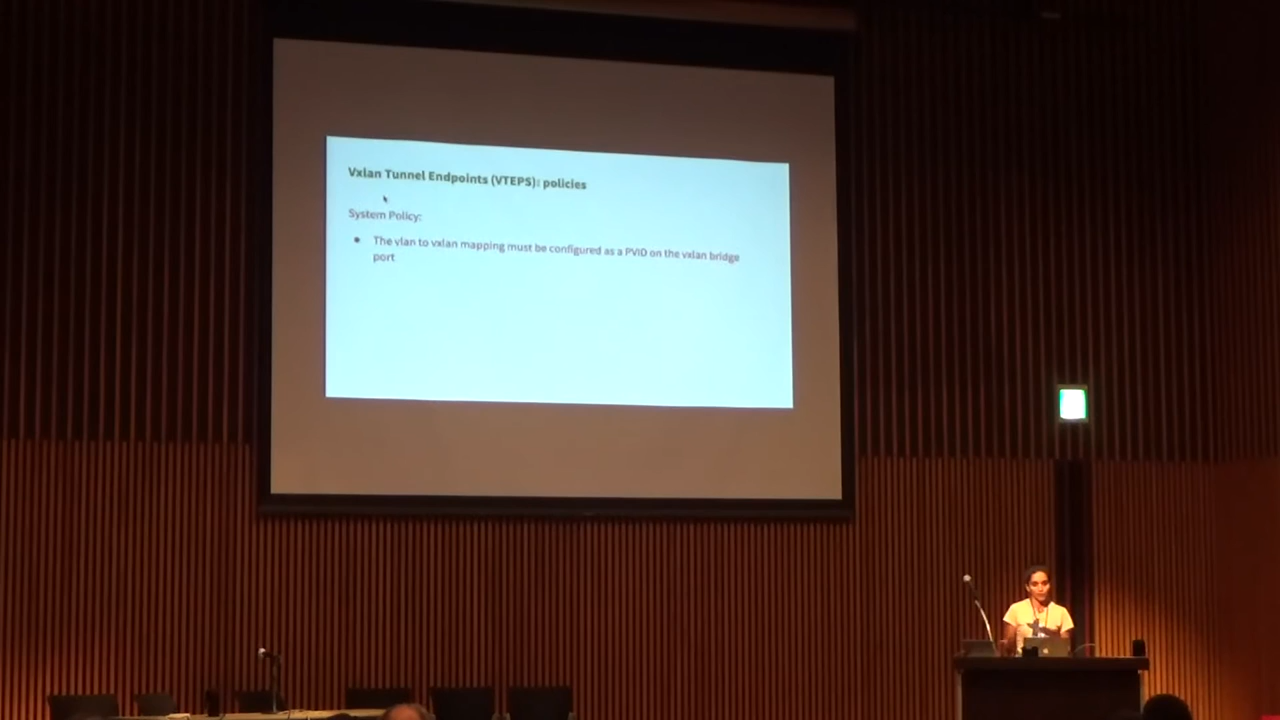 Vxlan Tunnel Endpoints (VTEPS): policies
System Policy:
● The vlan to vxlan mapping must be configured as a PVID on the vxlan bridge
port